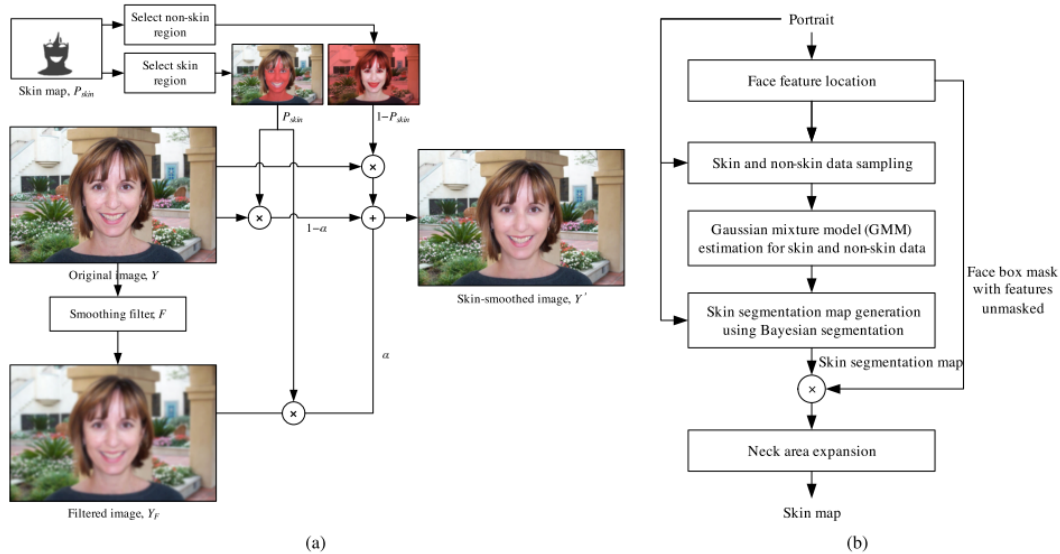 Select non-skin
region
Select skin
region
Skin map, P_skin
P_skin
1−P_skin
×
×
+
1−α
Original image, Y
Skin-smoothed image, Y′
Smoothing filter, F
α
×
Filtered image, Y_F
(a)
Portrait
Face feature location
Skin and non-skin data sampling
Gaussian mixture model (GMM)
estimation for skin and non-skin data
Face box mask
with features
unmasked
Skin segmentation map generation
using Bayesian segmentation
Skin segmentation map
×
Neck area expansion
Skin map
(b)